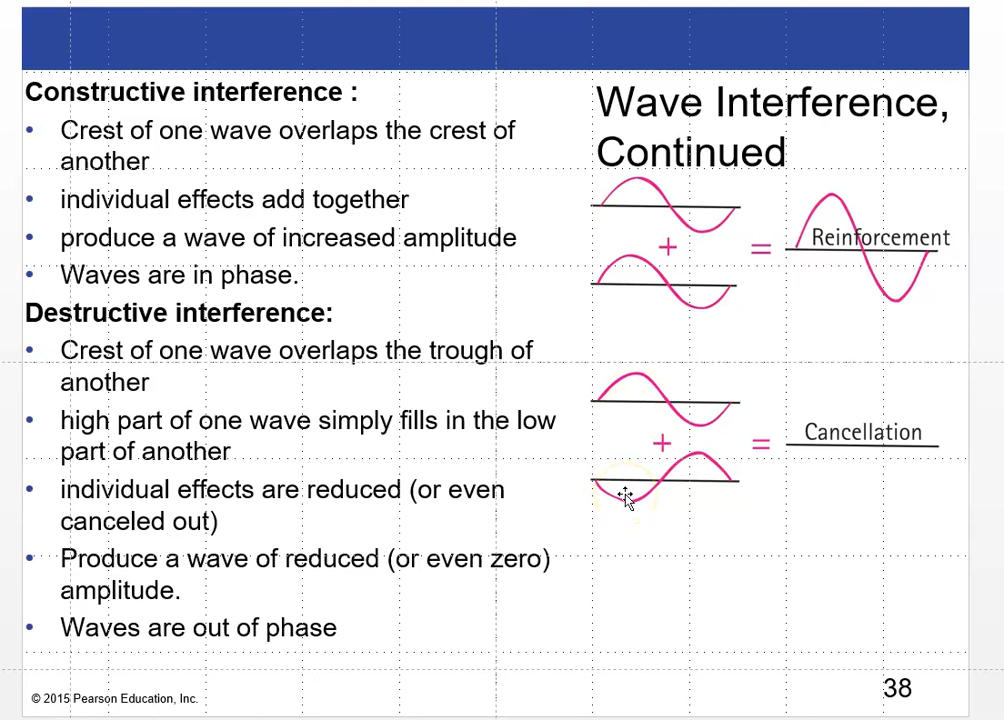 Constructive interference :
• Crest of one wave overlaps the crest of
another
• individual effects add together
• produce a wave of increased amplitude
• Waves are in phase.
Destructive interference:
• Crest of one wave overlaps the trough of
another
• high part of one wave simply fills in the low
part of another
• individual effects are reduced (or even
canceled out)
• Produce a wave of reduced (or even zero)
amplitude.
• Waves are out of phase
Wave Interference,
Continued
+ = Reinforcement
+ = Cancellation
© 2015 Pearson Education, Inc.
38